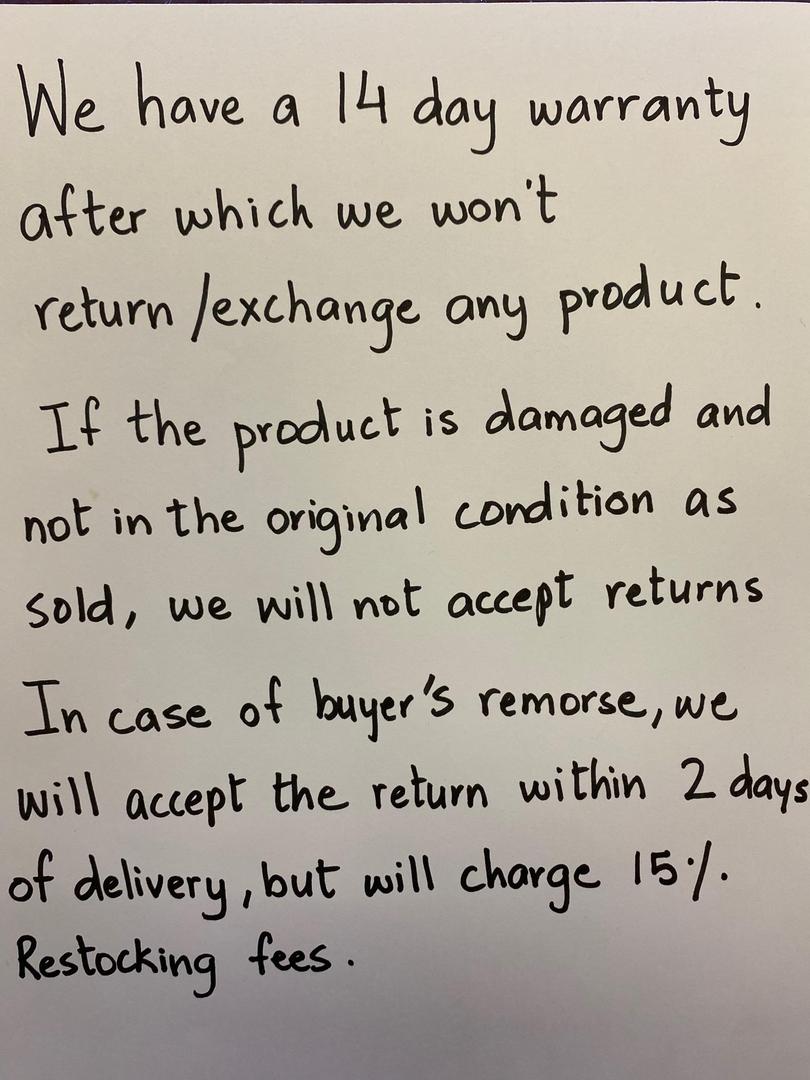 We have a 14 day warranty
after which we won't
return/exchange any product.
If the product is damaged and
not in the original condition as
sold, we will not accept returns
In case of buyer's remorse, we
will accept the return within 2 days
of delivery, but will charge 15%.
Restocking fees.